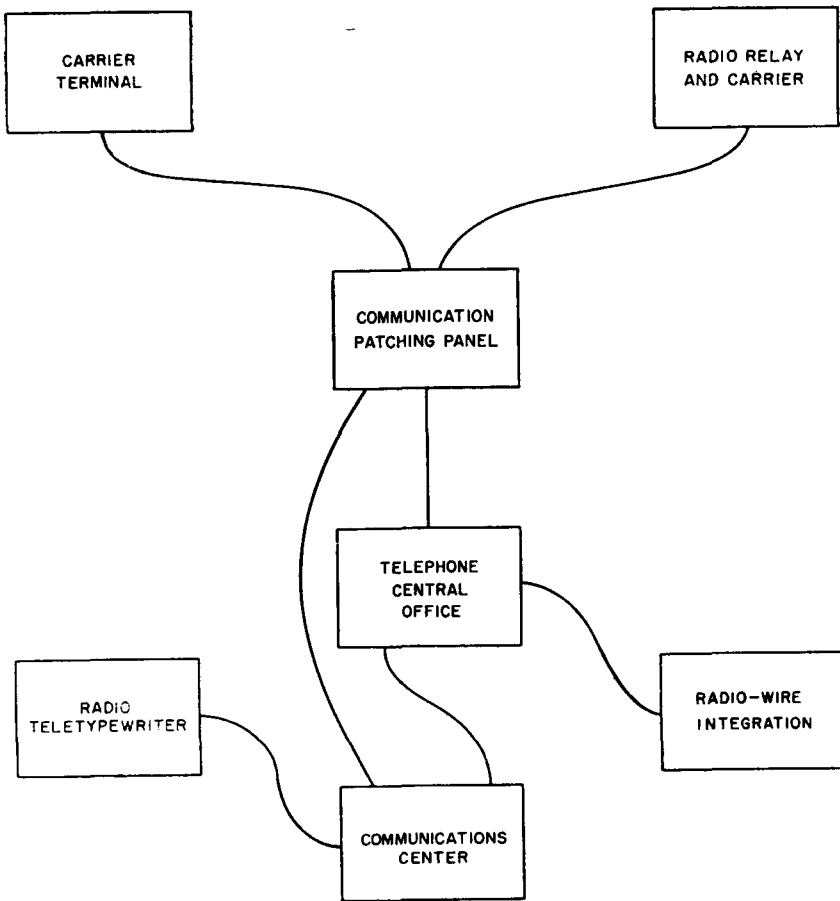 CARRIER
TERMINAL
RADIO RELAY
AND CARRIER
COMMUNICATION
PATCHING PANEL
TELEPHONE
CENTRAL
OFFICE
RADIO
TELETYPEWRITER
RADIO-WIRE
INTEGRATION
COMMUNICATIONS
CENTER